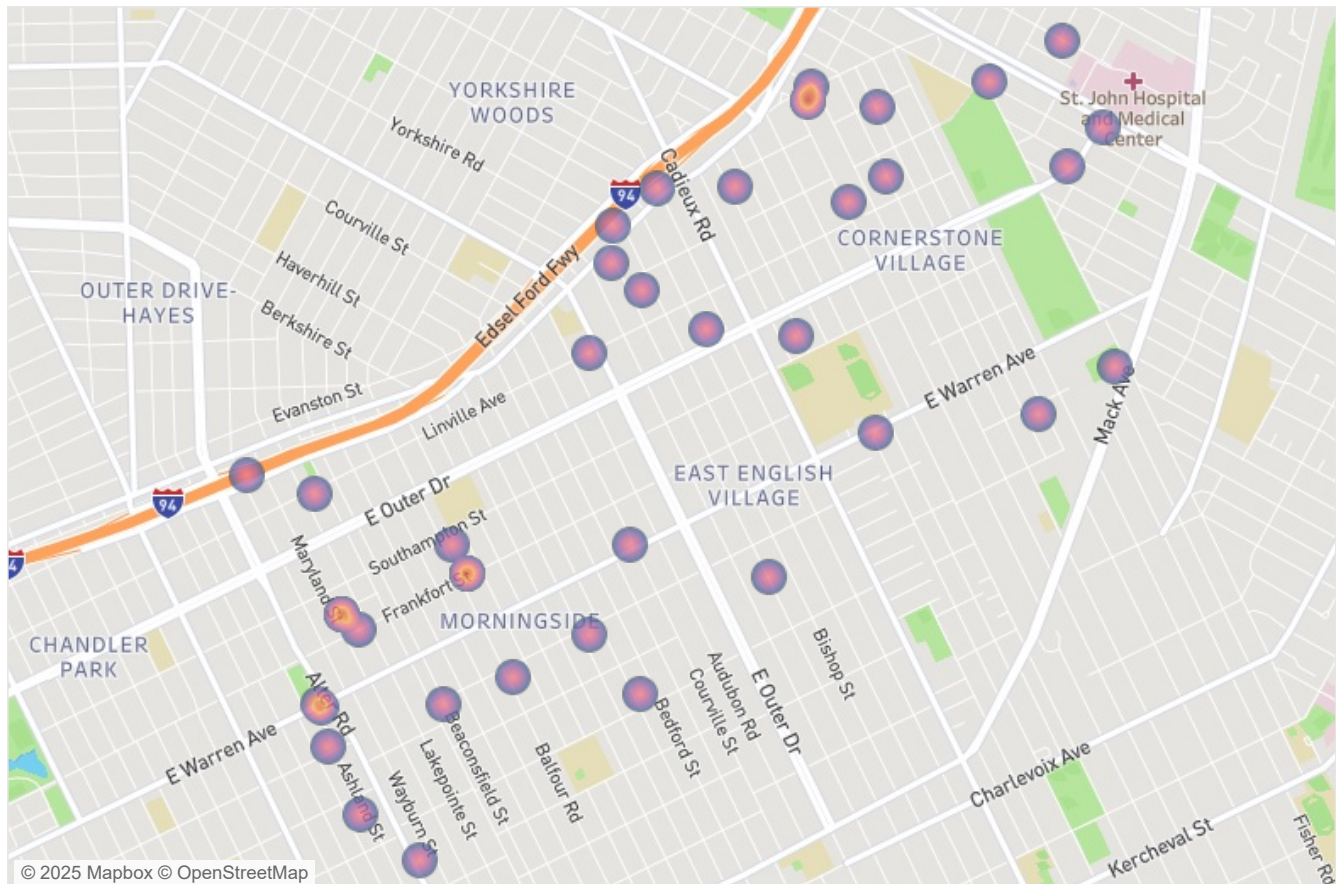 YORKSHIRE
WOODS
St. John Hospital
and Medical
Center
Yorkshire Rd
Cadieux Rd
94
Courville St
CORNERSTONE
VILLAGE
Haverhill St
Edsel Ford Fwy
OUTER DRIVE-
HAYES
Berkshire St
E Warren Ave
Evanston St
Linville Ave
Mack Ave
EAST ENGLISH
VILLAGE
94
E Outer Dr
Southampton St
4
Maryland St
Frankfort St
MORNINGSIDE
CHANDLER
PARK
Bishop St
Audubon Rd
Courville St
E Outer Dr
Alter Rd
Bedford St
E Warren Ave
Beaconsfield St
Lakepointe St
Balfour Rd
Ashland St
Wayburn St
Charlevoix Ave
Kercheval St
Fisher Rd
© 2025 Mapbox © OpenStreetMap